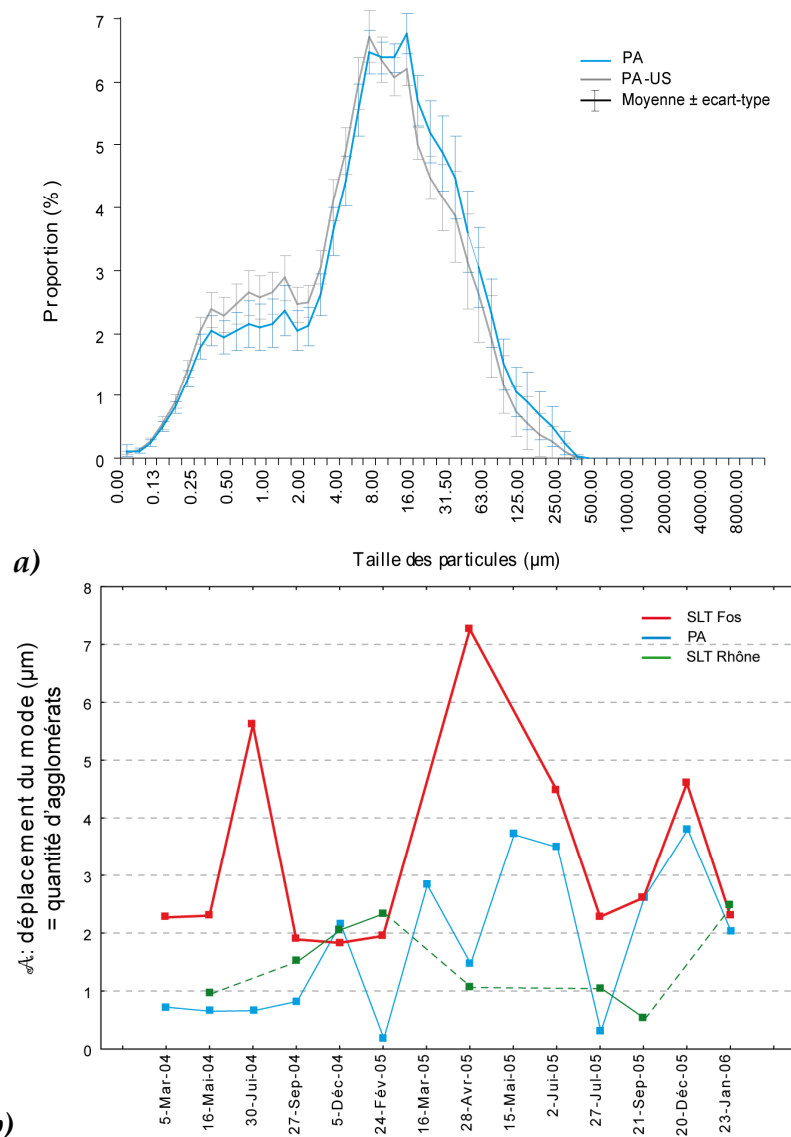 7
6
5
4
3
2
1
0
Proportion (%)
PA
PA-US
Moyenne ± ecart-type
0.00
0.13
0.25
0.50
1.00
2.00
4.00
8.00
16.00
31.50
63.00
125.00
250.00
500.00
1000.00
2000.00
4000.00
8000.00
Taille des particules (µm)
a)
8
7
6
5
4
3
2
1
0
𝒜: déplacement du mode (µm)
= quantité d'agglomérats
SLT Fos
PA
SLT Rhône
5-Mar-04
16-Mai-04
30-Jui-04
27-Sep-04
5-Déc-04
24-Fév-05
16-Mar-05
28-Avr-05
15-Mai-05
2-Jui-05
27-Jul-05
21-Sep-05
20-Déc-05
23-Jan-06